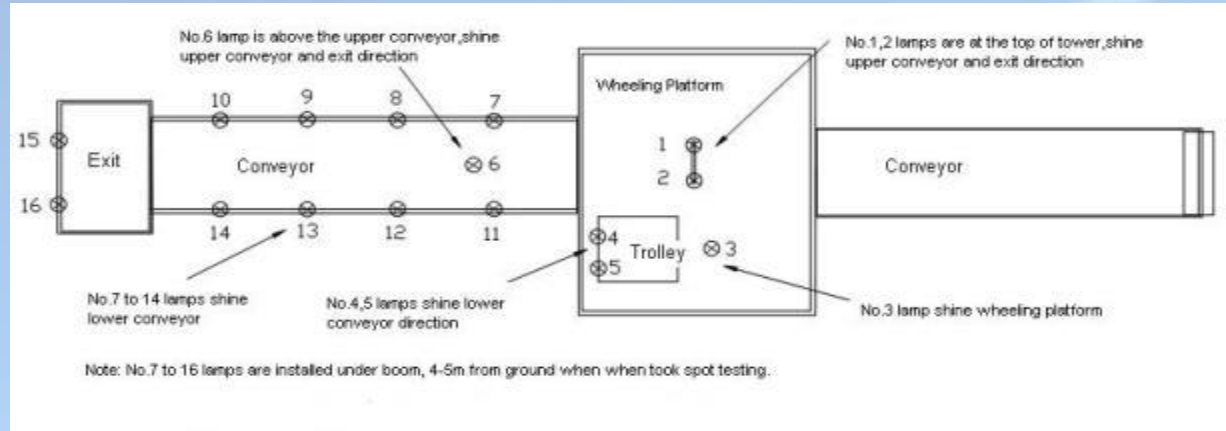 No.6 lamp is above the upper conveyor,shine
upper conveyor and exit direction
No.1,2 lamps are at the top of tower,shine
upper conveyor and exit direction
Wheeling Platform
10
9
8
7
15
Exit
Conveyor
6
1
2
Conveyor
16
14
13
12
11
4
5
Trolley
3
No.7 to 14 lamps shine
lower conveyor
No.4,5 lamps shine lower
conveyor direction
No.3 lamp shine wheeling platform
Note: No.7 to 16 lamps are installed under boom, 4-5m from ground when when took spot testing.